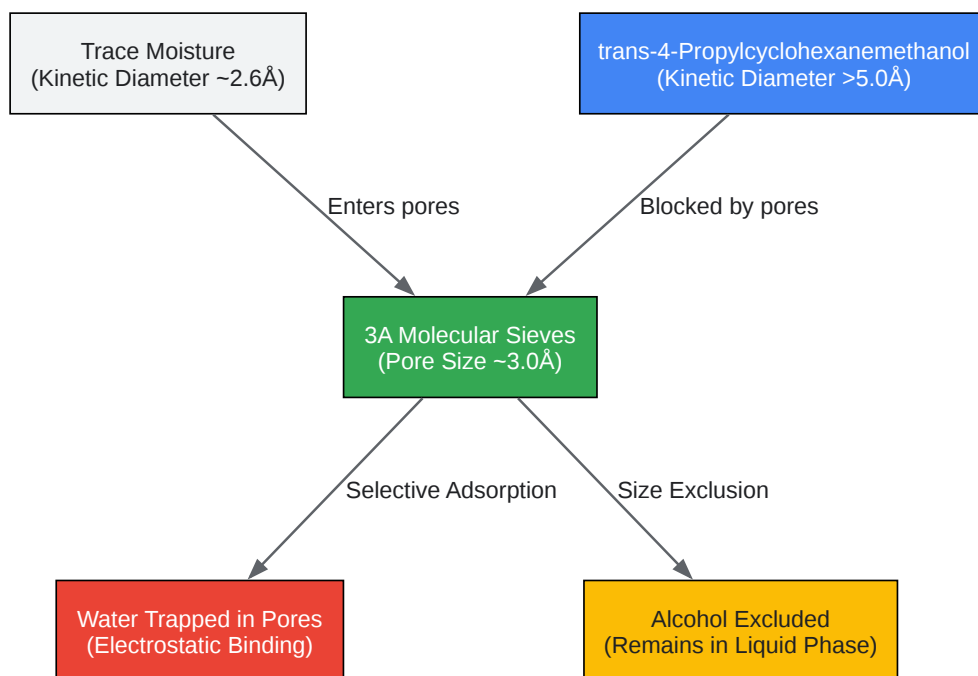 Trace Moisture
(Kinetic Diameter ~2.6Å)
trans-4-Propylcyclohexanemethanol
(Kinetic Diameter >5.0Å)
Enters pores
Blocked by pores
3A Molecular Sieves
(Pore Size ~3.0Å)
Selective Adsorption
Size Exclusion
Water Trapped in Pores
(Electrostatic Binding)
Alcohol Excluded
(Remains in Liquid Phase)